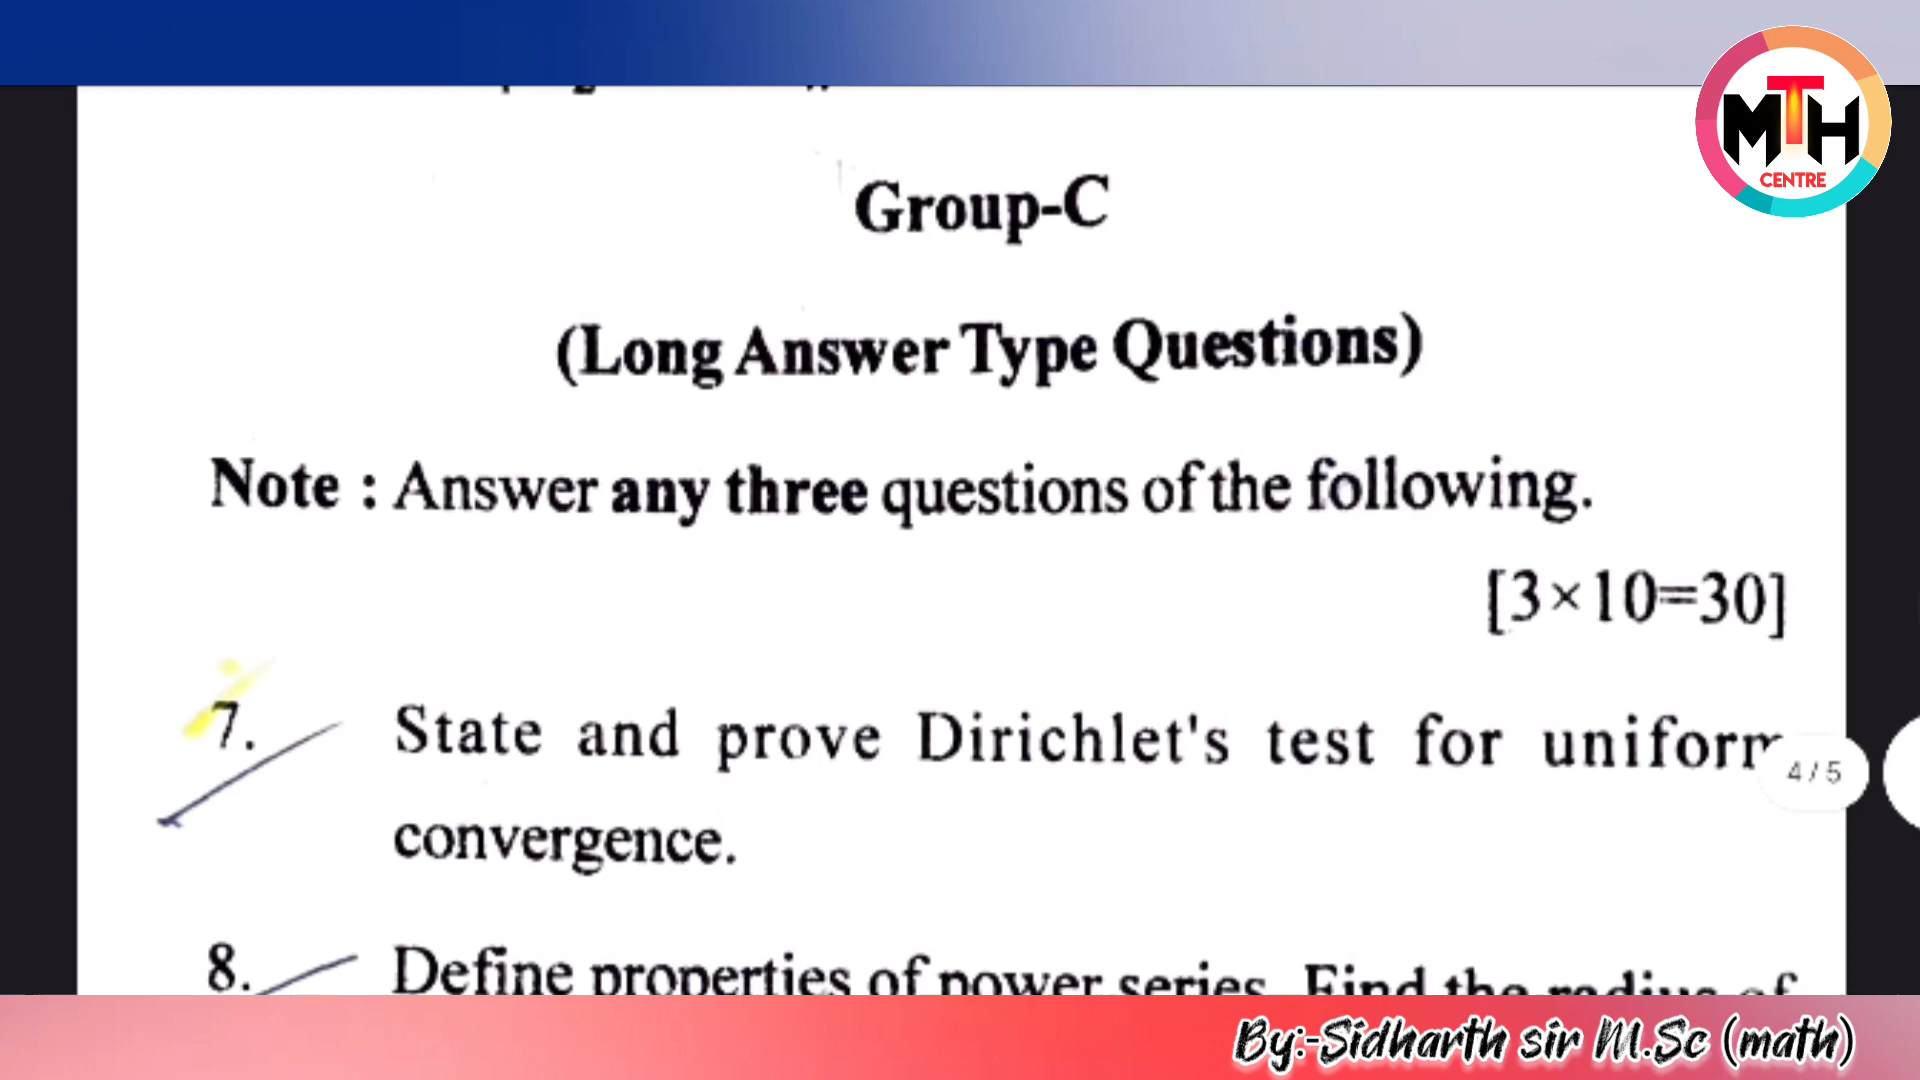 MTH
CENTRE
Group-C
(Long Answer Type Questions)
Note : Answer any three questions of the following.
[3×10=30]
7. State and prove Dirichlet's test for uniform
4/5
convergence.
8. Define properties of power series. Find the radius of
By:-Sidharth sir M.Sc (math)